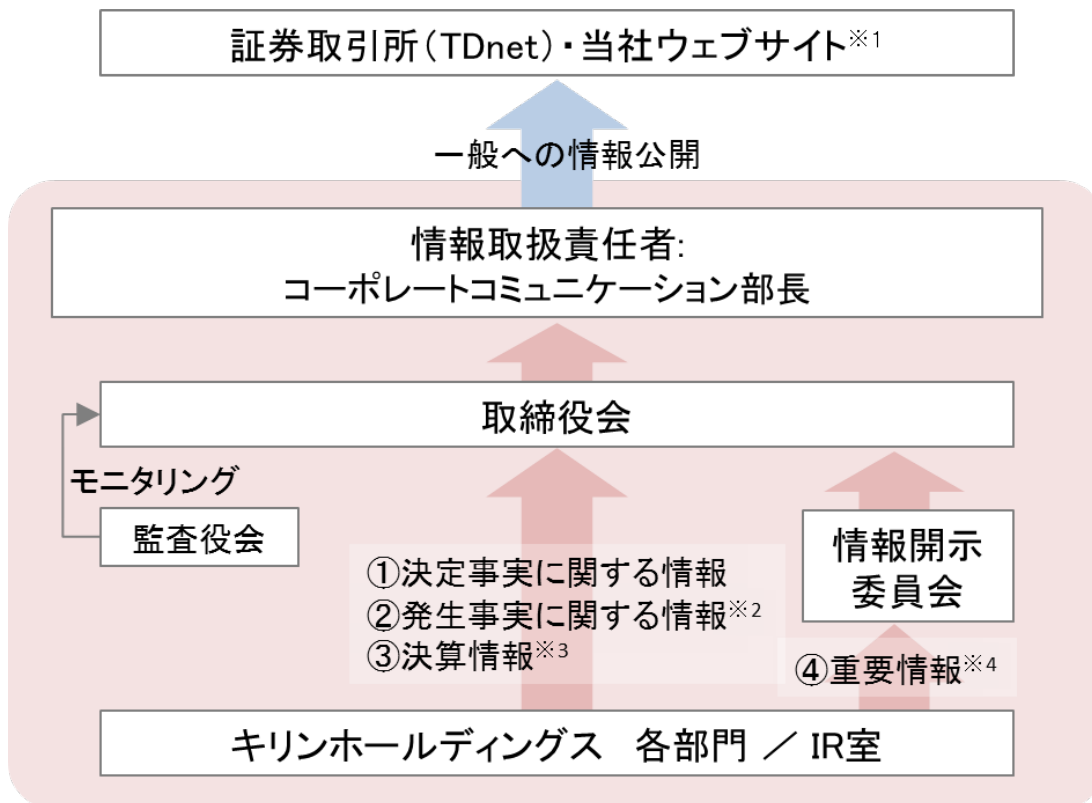 証券取引所(TDnet)・当社ウェブサイト※1
一般への情報公開
情報取扱責任者:
コーポレートコミュニケーション部長
取締役会
モニタリング
監査役会
情報開示
委員会
①決定事実に関する情報
②発生事実に関する情報※2
③決算情報※3
④重要情報※4
キリンホールディングス　各部門 ／ IR室